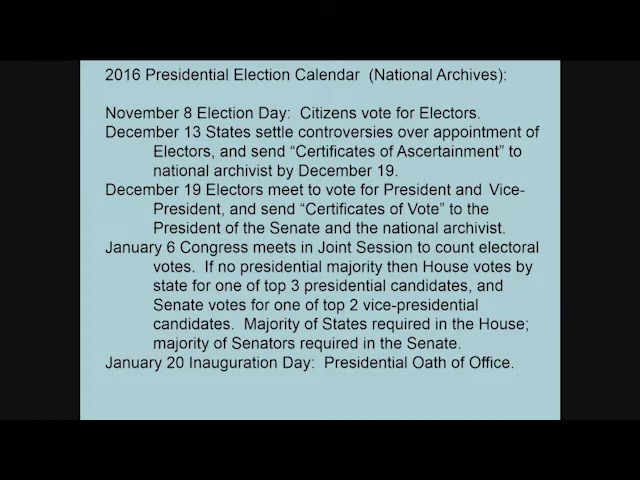 2016 Presidential Election Calendar  (National Archives):
November 8 Election Day:  Citizens vote for Electors.
December 13 States settle controversies over appointment of
Electors, and send “Certificates of Ascertainment” to
national archivist by December 19.
December 19 Electors meet to vote for President and Vice-
President, and send “Certificates of Vote” to the
President of the Senate and the national archivist.
January 6 Congress meets in Joint Session to count electoral
votes.  If no presidential majority then House votes by
state for one of top 3 presidential candidates, and
Senate votes for one of top 2 vice-presidential
candidates.  Majority of States required in the House;
majority of Senators required in the Senate.
January 20 Inauguration Day:  Presidential Oath of Office.